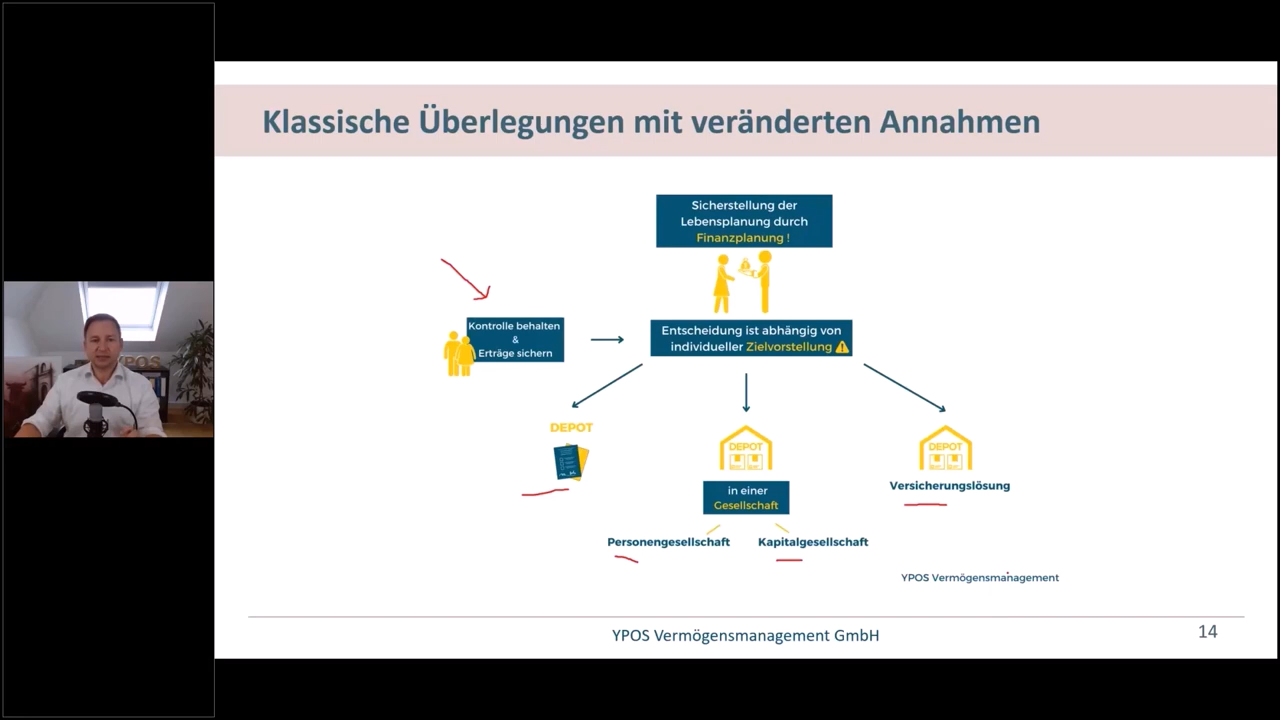 Klassische Überlegungen mit veränderten Annahmen
Sicherstellung der
Lebensplanung durch
Finanzplanung !
Kontrolle behalten
&
Erträge sichern
Entscheidung ist abhängig von
individueller Zielvorstellung
DEPOT
DEPOT
in einer
Gesellschaft
Personengesellschaft
Kapitalgesellschaft
DEPOT
Versicherungslösung
YPOS Vermögensmanagement
YPOS Vermögensmanagement GmbH
14
YPOS